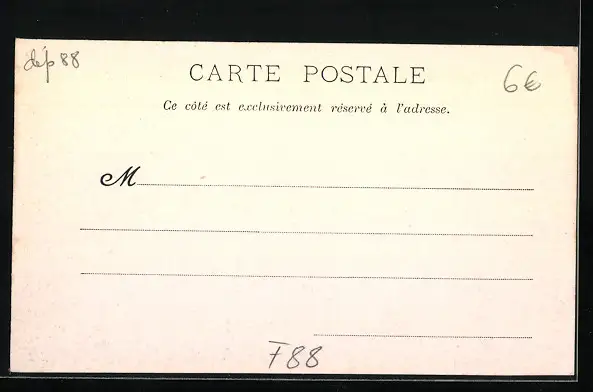 dép 88
CARTE POSTALE
6€
Ce côté est exclusivement réservé à l'adresse.
M
F88